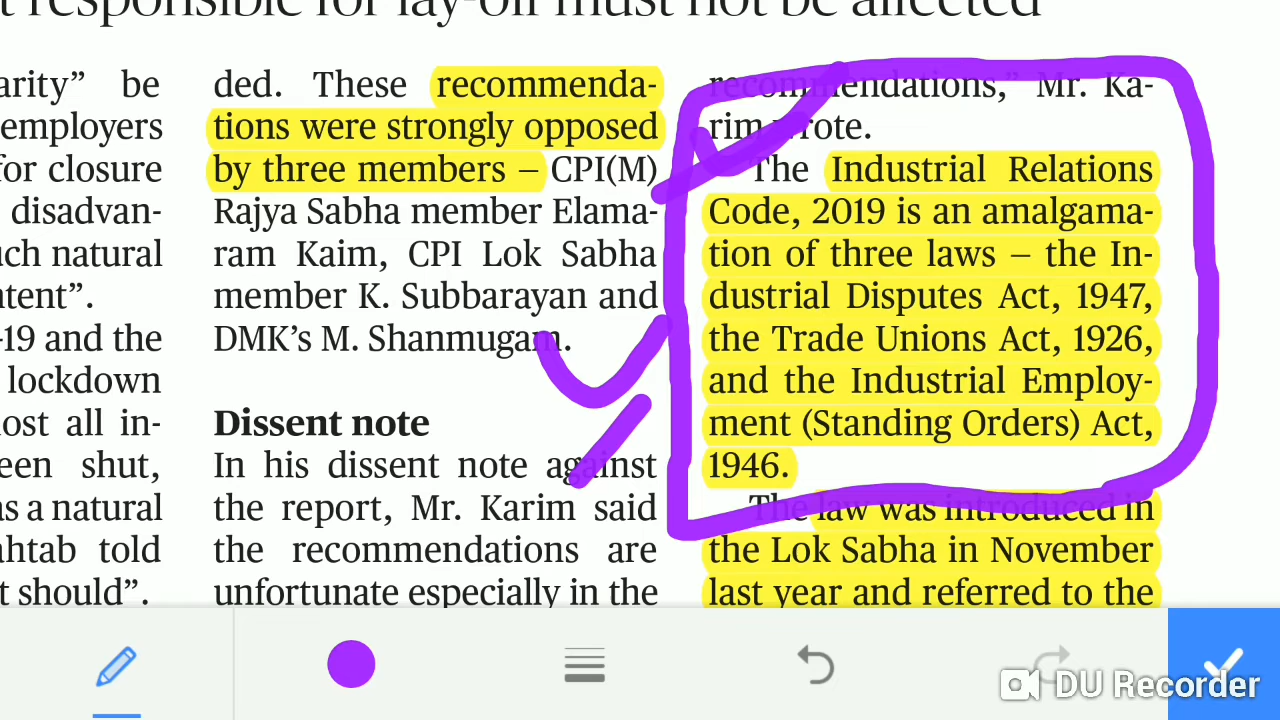 t responsible for lay-off must not be affected
arity” be
employers
for closure
disadvan-
uch natural
ntent”.
-19 and the
lockdown
ost all in-
een shut,
as a natural
ahtab told
t should”.
ded. These recommenda-
tions were strongly opposed
by three members – CPI(M)
Rajya Sabha member Elama-
ram Kaim, CPI Lok Sabha
member K. Subbarayan and
DMK’s M. Shanmugam.
Dissent note
In his dissent note against
the report, Mr. Karim said
the recommendations are
unfortunate especially in the
recommendations,” Mr. Ka-
rim wrote.
The Industrial Relations
Code, 2019 is an amalgama-
tion of three laws – the In-
dustrial Disputes Act, 1947,
the Trade Unions Act, 1926,
and the Industrial Employ-
ment (Standing Orders) Act,
1946.
The law was introduced in
the Lok Sabha in November
last year and referred to the
DU Recorder